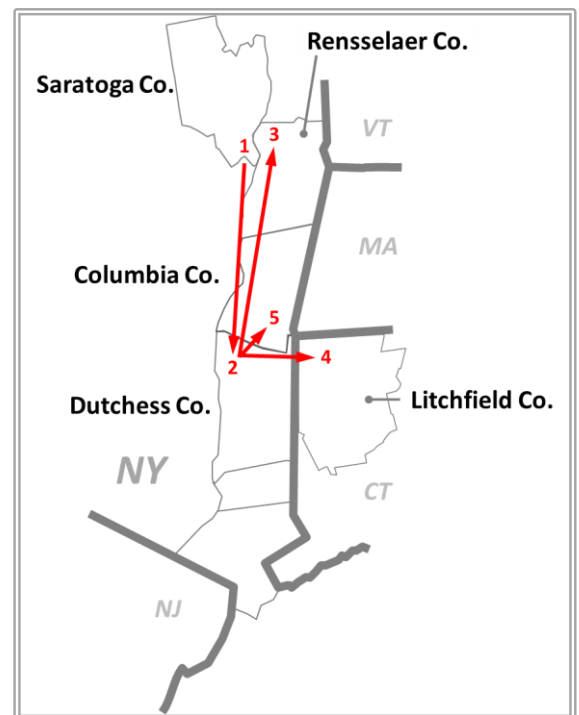 Rensselaer Co.
Saratoga Co.
VT
1
3
MA
Columbia Co.
5
2
4
Dutchess Co.
Litchfield Co.
NY
CT
NJ